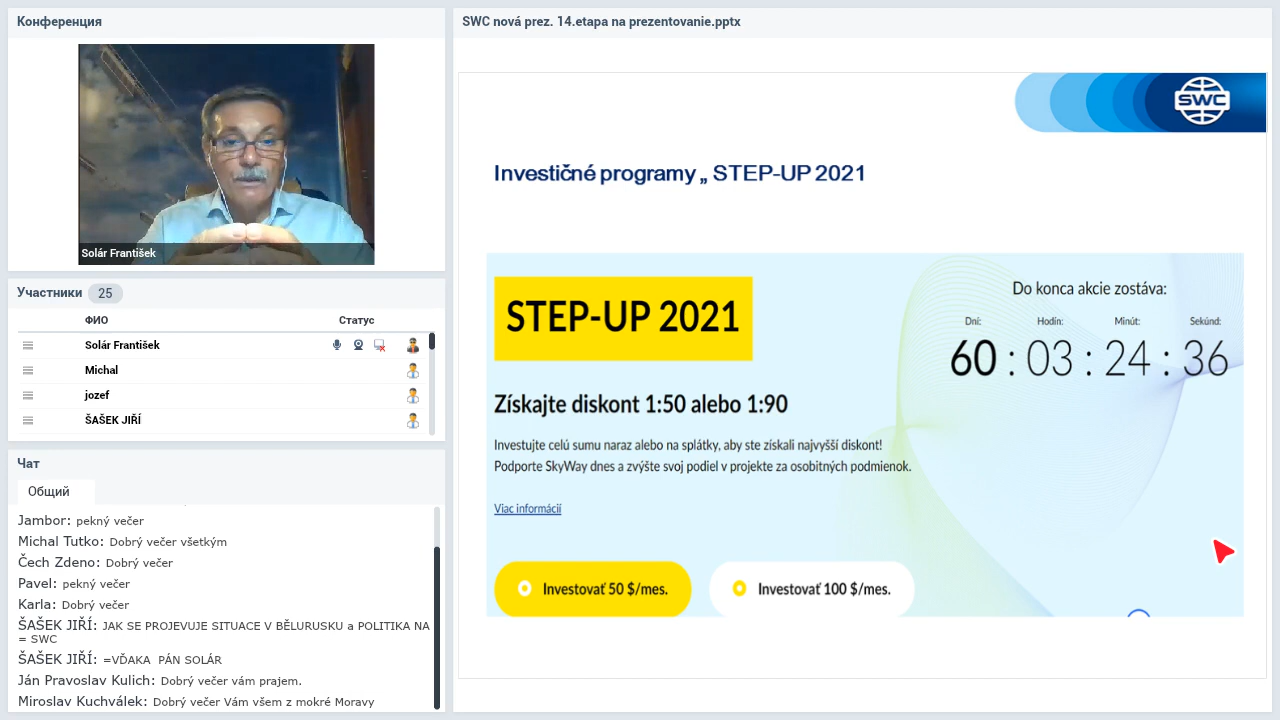 Конференция
Solár František
Участники 25
ФИО Статус
Solár František
Michal
jozef
ŠAŠEK JIŘÍ
Чат
Общий
Jambor: pekný večer
Michal Tutko: Dobrý večer všetkým
Čech Zdeno: Dobrý večer
Pavel: pekný večer
Karla: Dobrý večer
ŠAŠEK JIŘÍ: JAK SE PROJEVUJE SITUACE V BĚLURUSKU a POLITIKA NA
= SWC
ŠAŠEK JIŘÍ: =VĎAKA PÁN SOLÁR
Ján Pravoslav Kulich: Dobrý večer vám prajem.
Miroslav Kuchválek: Dobrý večer Vám všem z mokré Moravy
SWC nová prez. 14.etapa na prezentovanie.pptx
SWC
Investičné programy „ STEP-UP 2021
STEP-UP 2021
Do konca akcie zostáva:
Dní: Hodín: Minút: Sekúnd:
60 : 03 : 24 : 36
Získajte diskont 1:50 alebo 1:90
Investujte celú sumu naraz alebo na splátky, aby ste získali najvyšší diskont!
Podporte SkyWay dnes a zvýšte svoj podiel v projekte za osobitných podmienok.
Viac informácií
Investovať 50 $/mes. Investovať 100 $/mes.